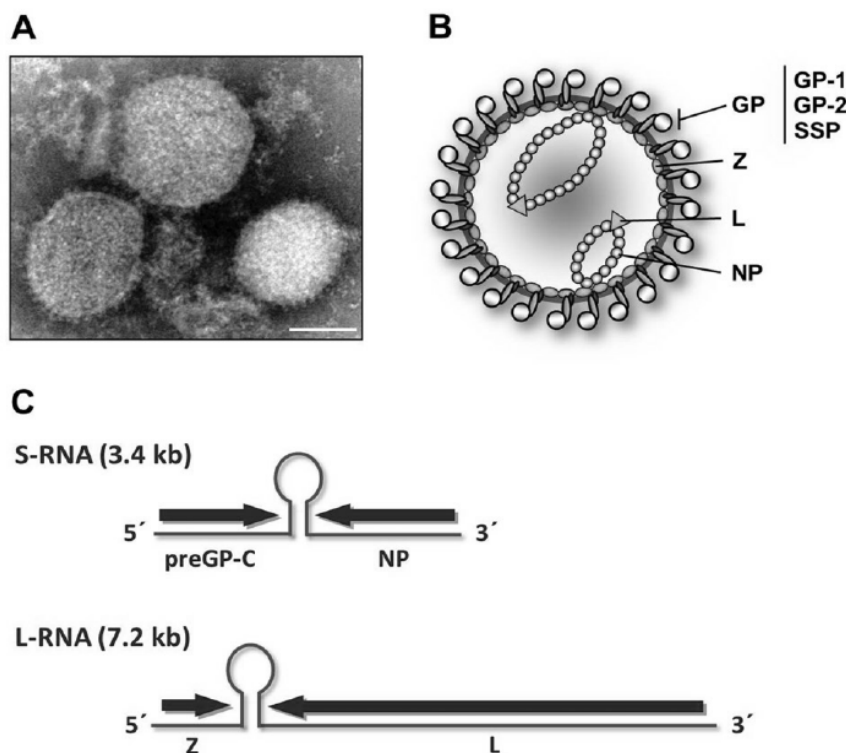 A
B
GP
GP-1
GP-2
SSP
Z
L
NP
C
S-RNA (3.4 kb)
5´ 3´
preGP-C NP
L-RNA (7.2 kb)
5´ 3´
Z L